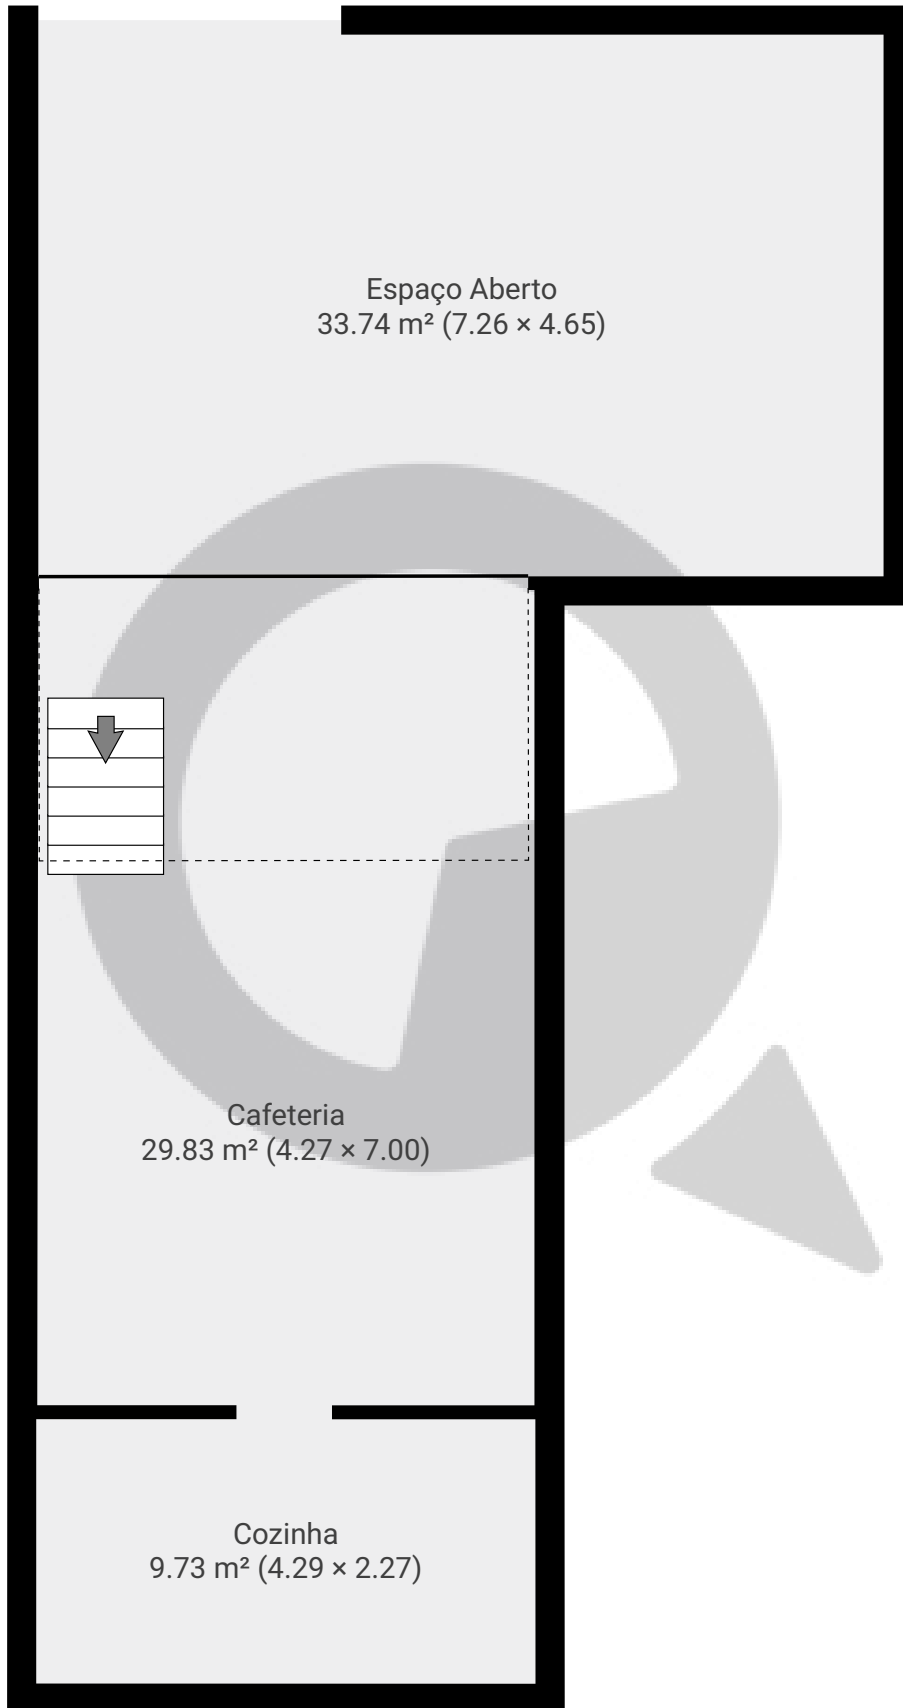 Espaço Aberto
33.74 m² (7.26 × 4.65)
Cafeteria
29.83 m² (4.27 × 7.00)
Cozinha
9.73 m² (4.29 × 2.27)